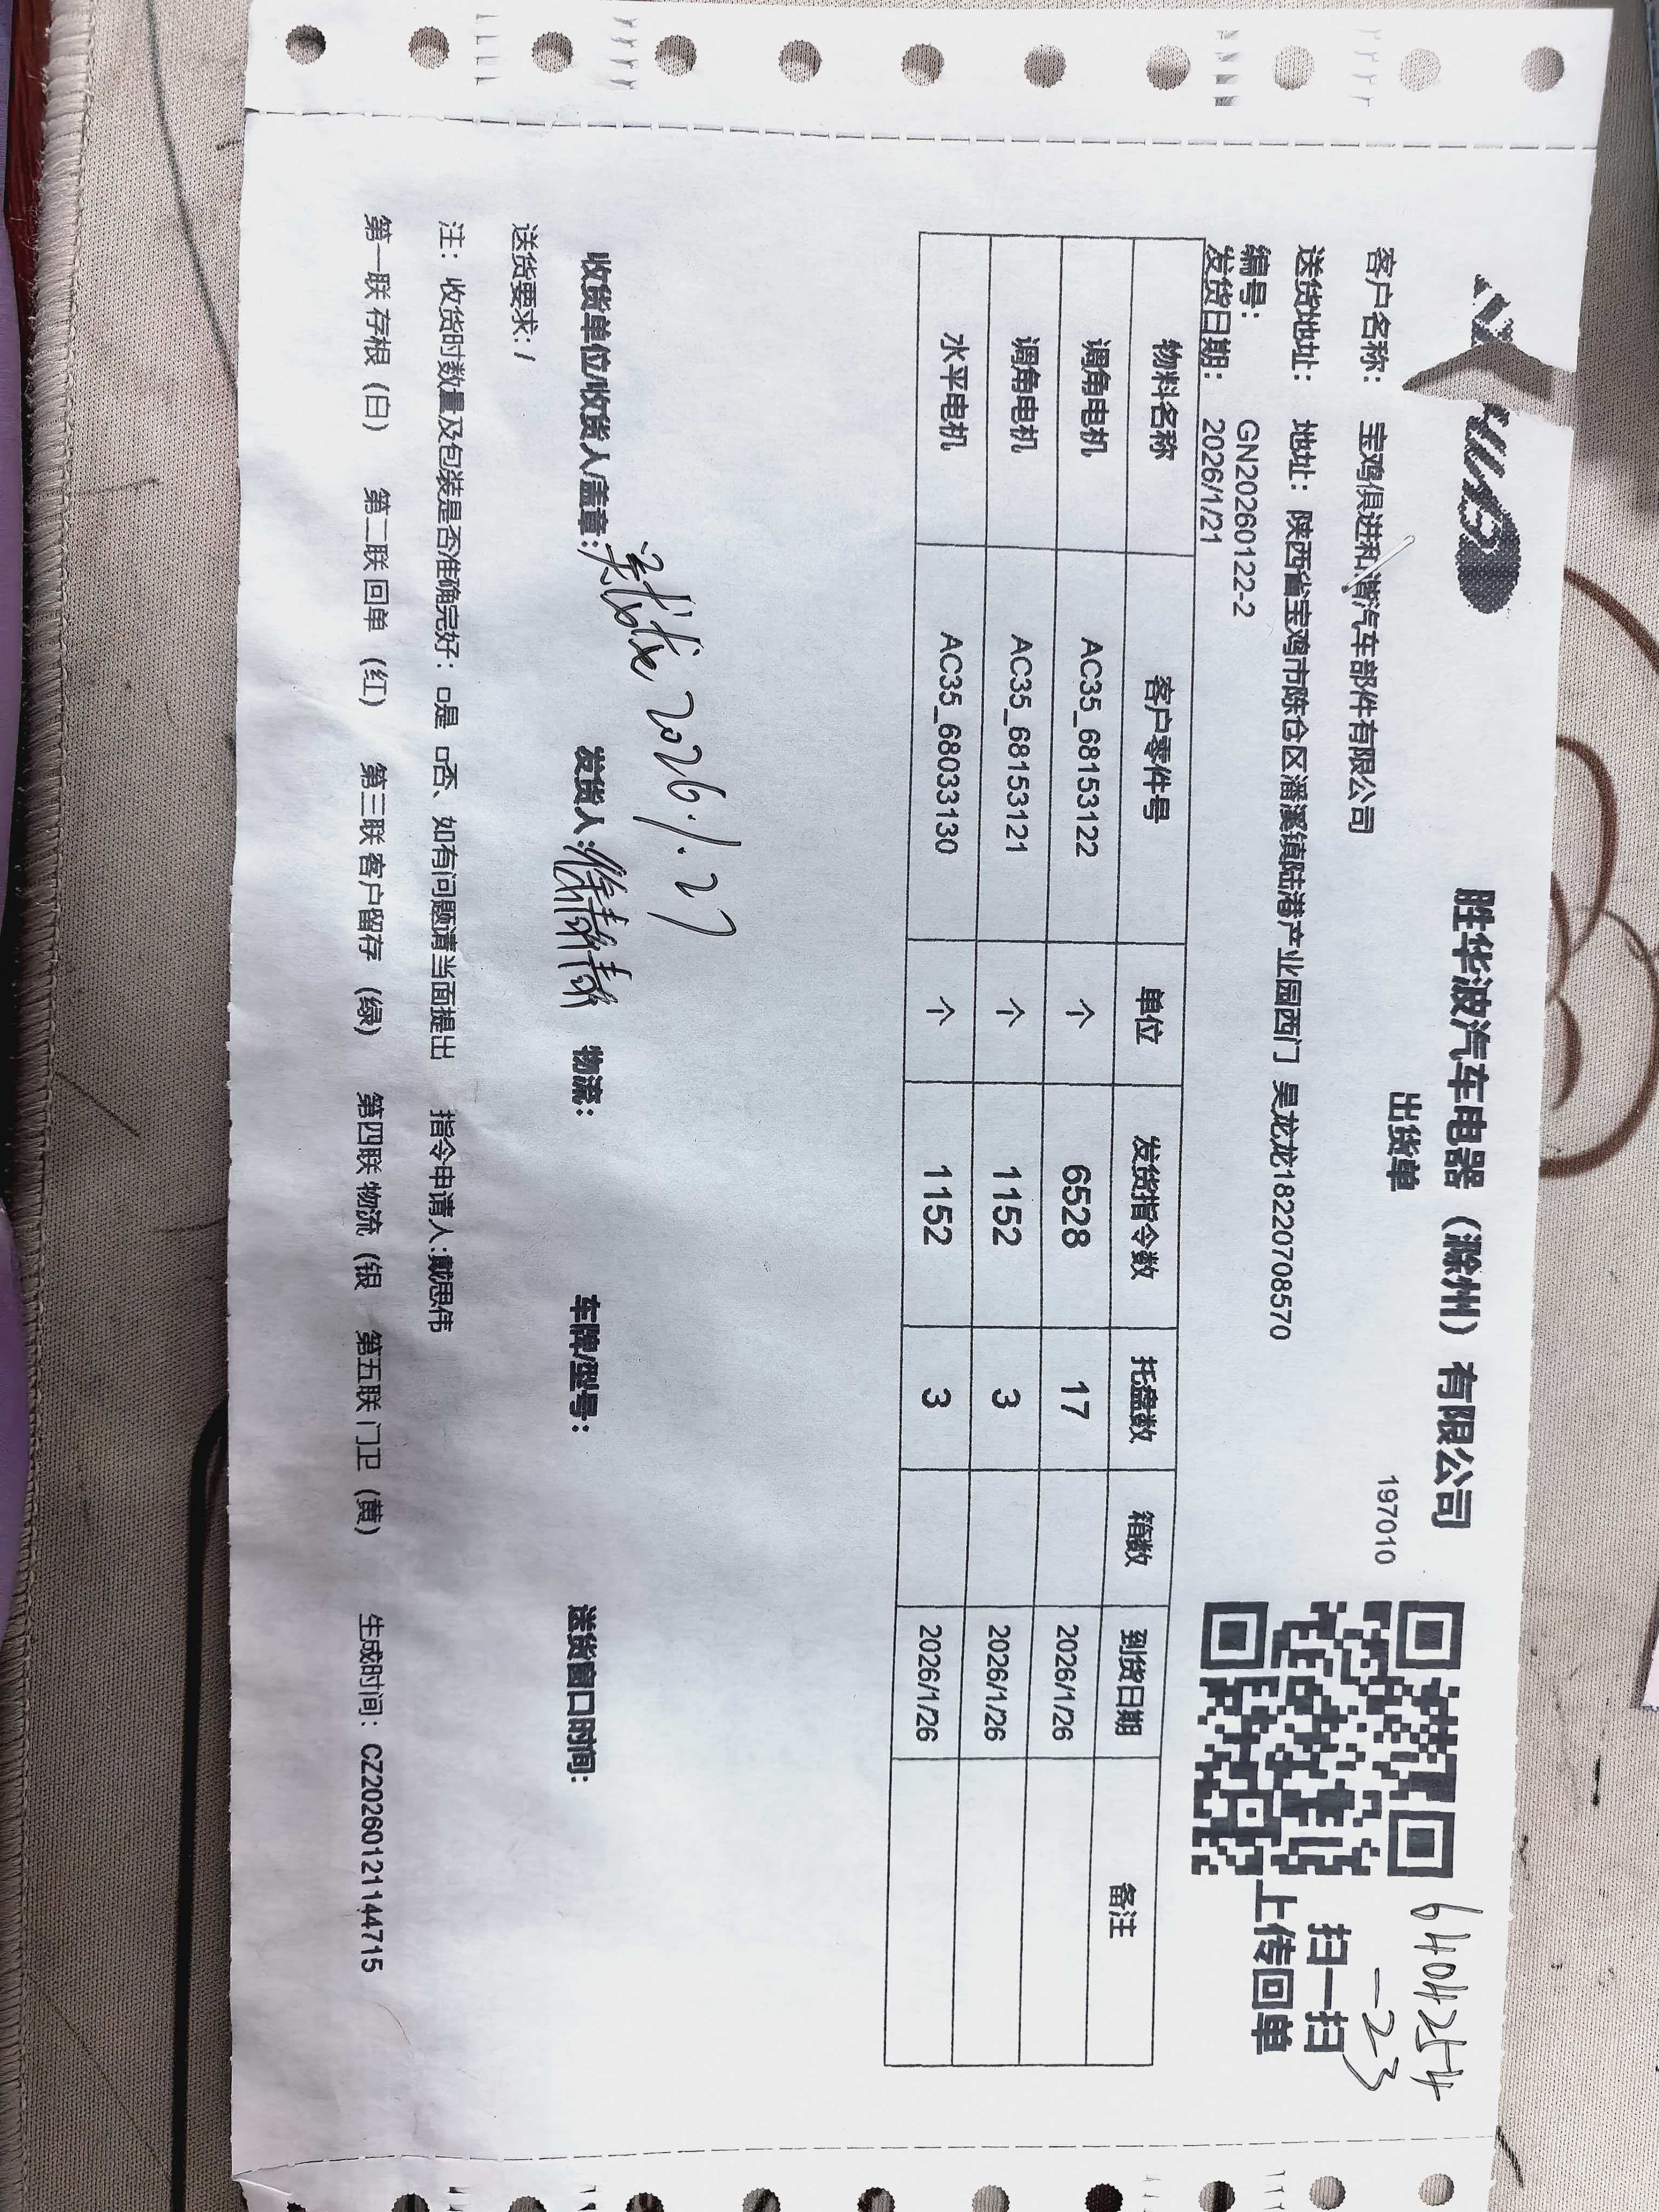 胜华波汽车电器（滁州）有限公司
出货单
197010
64042544
-23
扫一扫
上传回单
客户名称： 宝鸡俱进和谐汽车部件有限公司
送货地址： 地址：陕西省宝鸡市陈仓区潘溪镇陆港产业园西门 昊龙龙18220708570
编号： GN20260122-2
发货日期： 2026/1/21
物料名称 客户零件号 单位 发货指令数 托盘数 箱数 到货日期 备注
调角电机 AC35_68153122 个 6528 17 2026/1/26
调角电机 AC35_68153121 个 1152 3 2026/1/26
水平电机 AC35_68033130 个 1152 3 2026/1/26
2026.1.27
收货单位/收货人/盖章： 发货人： 物流： 车牌/型号： 送货窗口时间：
送货要求：/
注：收货时数量及包装是否准确完好：□是 □否、如有问题请当面提出 指令申请人:戴思伟
第一联 存根（白） 第二联 回单（红） 第三联 客户留存（绿） 第四联 物流（银 第五联 门卫（黄） 生成时间：CZ20260121144715